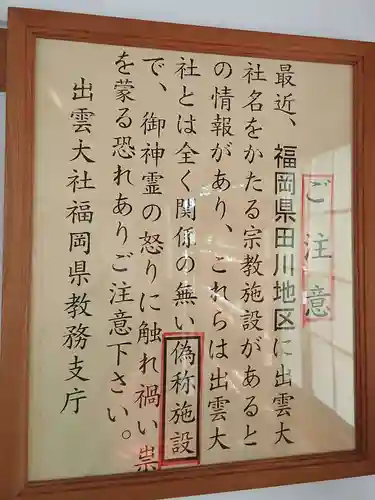 ご注意
最近、福岡県田川地区に出雲大
社名をかたる宗教施設があると
の情報があり、これらは出雲大
社とは全く関係の無い偽称施設
で、御神霊の怒りに触れ禍い祟
を蒙る恐れありご注意下さい。
出雲大社福岡県教務支庁